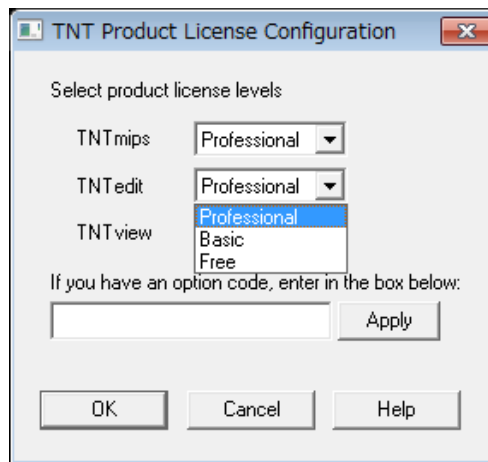 TNT Product License Configuration
Select product license levels
TNTmips Professional
TNTedit Professional
Professional
TNTview Basic
Free
If you have an option code, enter in the box below:
Apply
OK Cancel Help